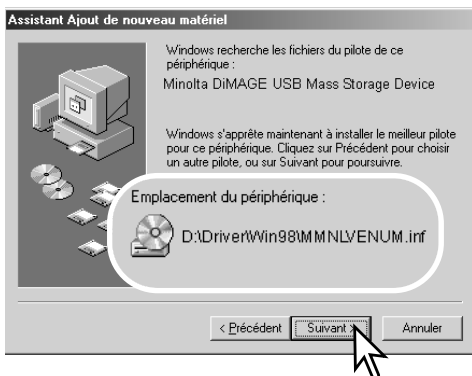 Assistant Ajout de nouveau matériel
Windows recherche les fichiers du pilote de ce
périphérique :
Minolta DiMAGE USB Mass Storage Device
Windows s'apprête maintenant à installer le meilleur pilote
pour ce périphérique. Cliquez sur Précédent pour choisir
un autre pilote, ou sur Suivant pour poursuivre.
Emplacement du périphérique :
D:\Driver\Win98\MMNLVENUM.inf
< Précédent
Suivant >
Annuler